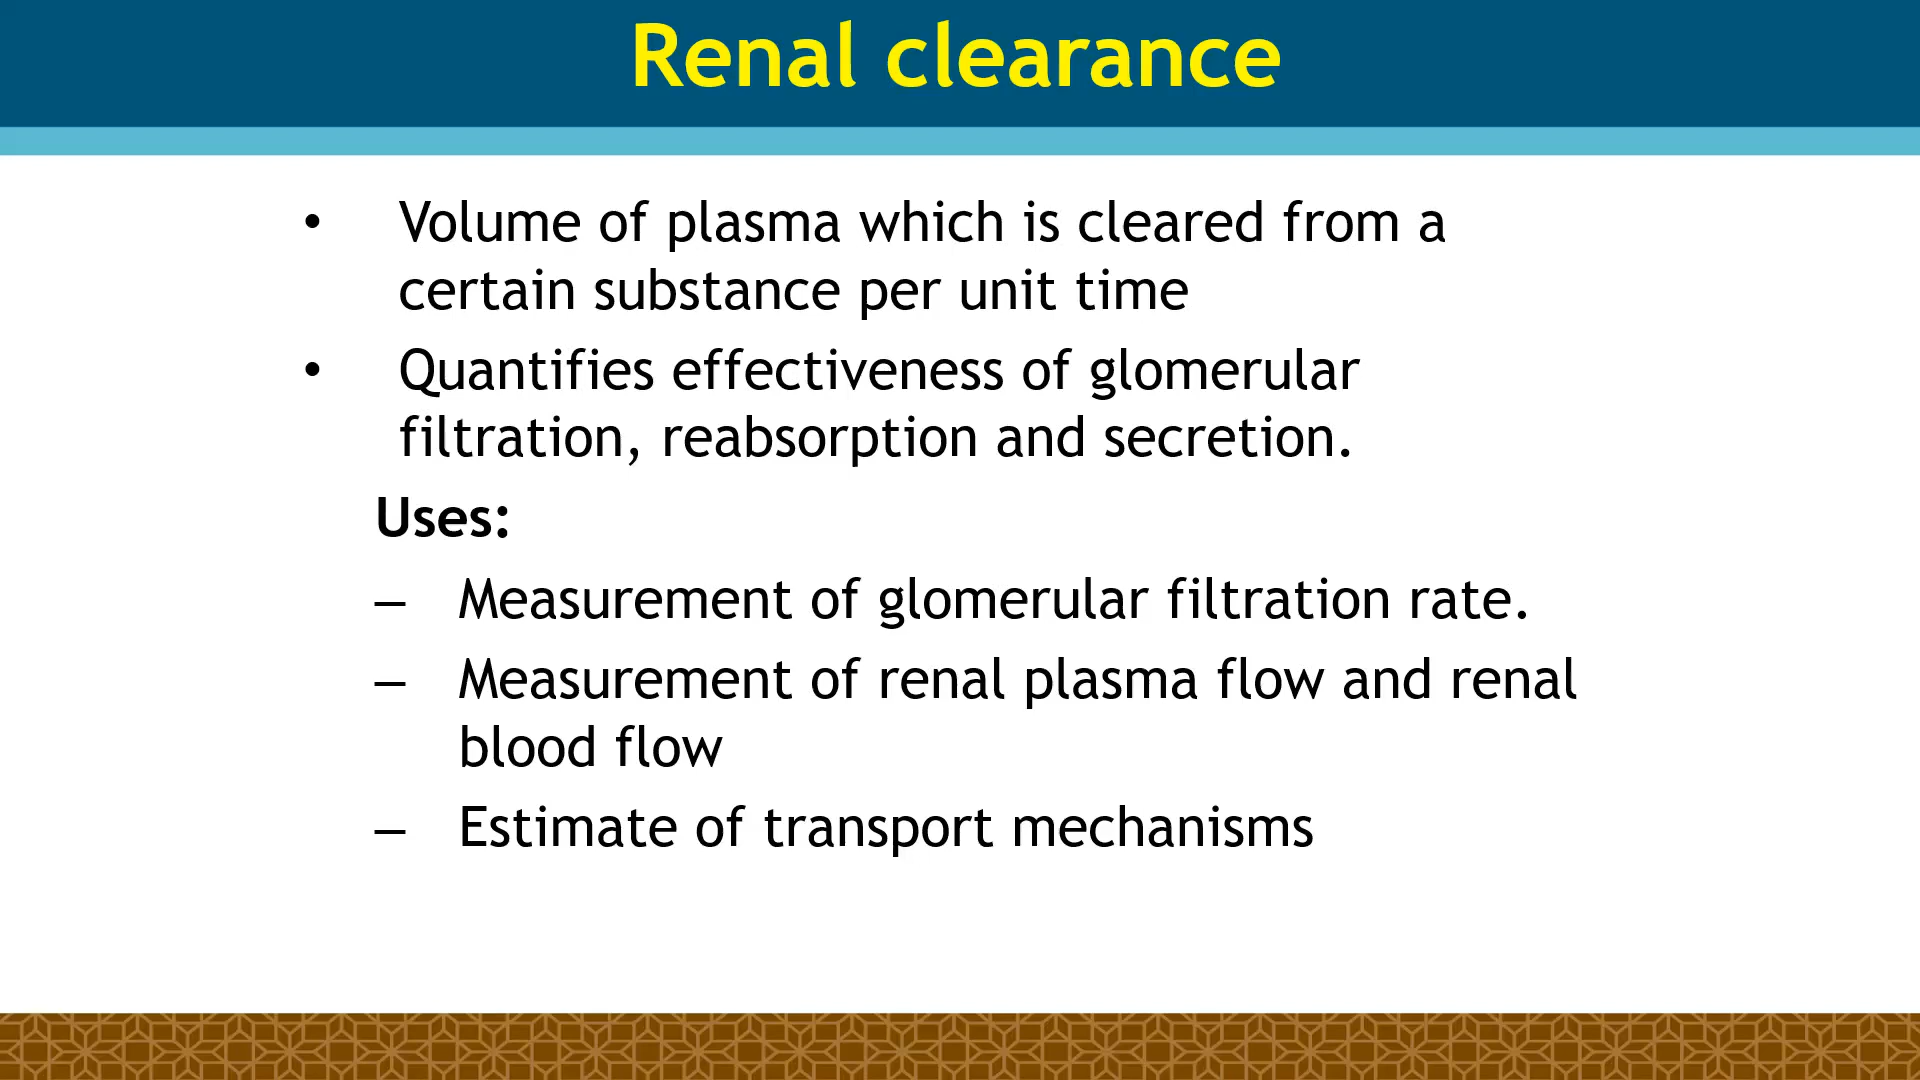 Renal clearance
• Volume of plasma which is cleared from a
certain substance per unit time
• Quantifies effectiveness of glomerular
filtration, reabsorption and secretion.
Uses:
– Measurement of glomerular filtration rate.
– Measurement of renal plasma flow and renal
blood flow
– Estimate of transport mechanisms